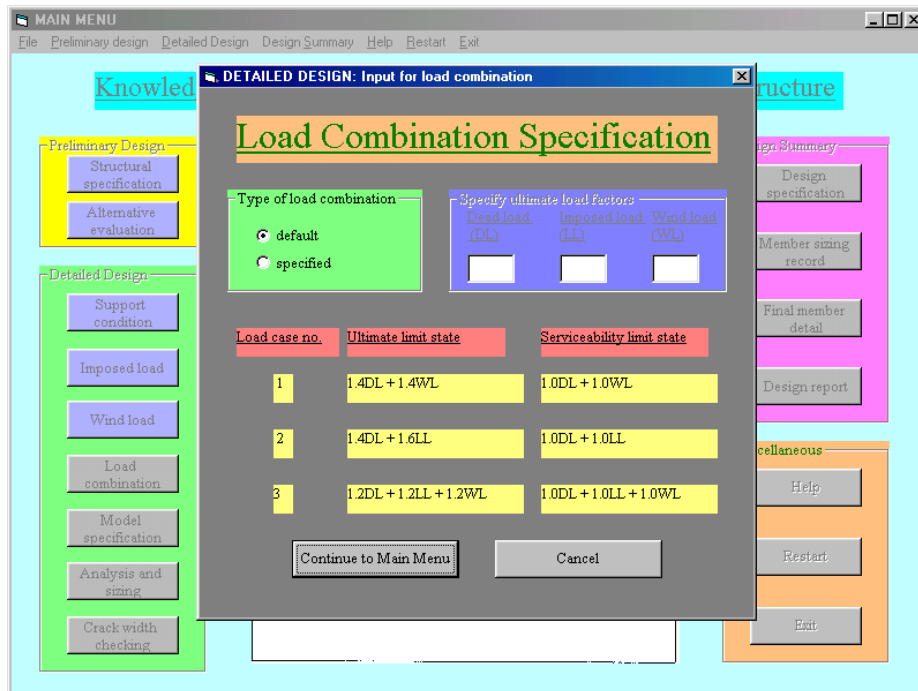 MAIN MENU
File Preliminary design Detailed Design Design Summary Help Restart Exit
Knowled
ructure
DETAILED DESIGN: Input for load combination
Load Combination Specification
Type of load combination
default
specified
Specify ultimate load factors
Dead load Imposed load Wind load
(DL) (LL) (WL)
Load case no. Ultimate limit state Serviceability limit state
1 1.4DL + 1.4WL 1.0DL + 1.0WL
2 1.4DL + 1.6LL 1.0DL + 1.0LL
3 1.2DL + 1.2LL + 1.2WL 1.0DL + 1.0LL + 1.0WL
Continue to Main Menu Cancel
Preliminary Design
Structural
specification
Alternative
evaluation
Detailed Design
Support
condition
Imposed load
Wind load
Load
combination
Model
specification
Analysis and
sizing
Crack width
checking
ign Summary
Design
specification
Member sizing
record
Final member
detail
Design report
cellaneous
Help
Restart
Exit